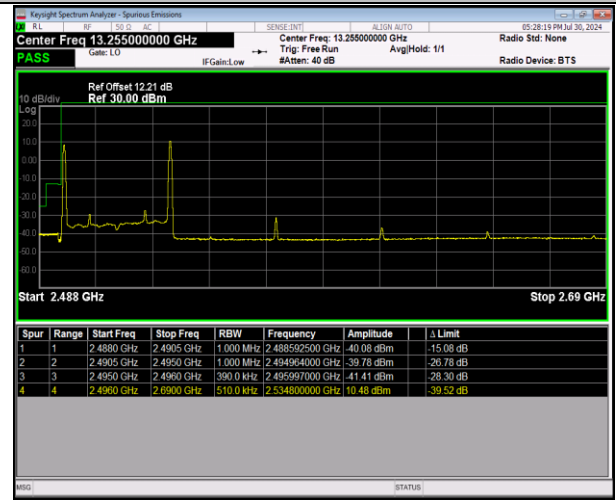 Keysight Spectrum Analyzer - Spurious Emissions
RL RF 50 Ω AC SENSE:INT ALIGN AUTO 05:28:19 PM Jul 30, 2024
Center Freq 13.255000000 GHz Center Freq: 13.255000000 GHz Radio Std: None
PASS Gate: LO Trig: Free Run Avg|Hold: 1/1
IFGain:Low #Atten: 40 dB Radio Device: BTS
Ref Offset 12.21 dB
10 dB/div Ref 30.00 dBm
Log
20.0
10.0
0.00
-10.0
-20.0
-30.0
-40.0
-50.0
-60.0
Start 2.488 GHz Stop 2.69 GHz
Spur Range Start Freq Stop Freq RBW Frequency Amplitude Δ Limit
1 1 2.4880 GHz 2.4905 GHz 1.000 MHz 2.488592500 GHz -40.08 dBm -15.08 dB
2 2 2.4905 GHz 2.4950 GHz 1.000 MHz 2.494964000 GHz -39.78 dBm -26.78 dB
3 3 2.4950 GHz 2.4960 GHz 390.0 kHz 2.495997000 GHz -41.41 dBm -28.30 dB
4 4 2.4960 GHz 2.6900 GHz 510.0 kHz 2.534800000 GHz 10.48 dBm -39.52 dB
MSG STATUS